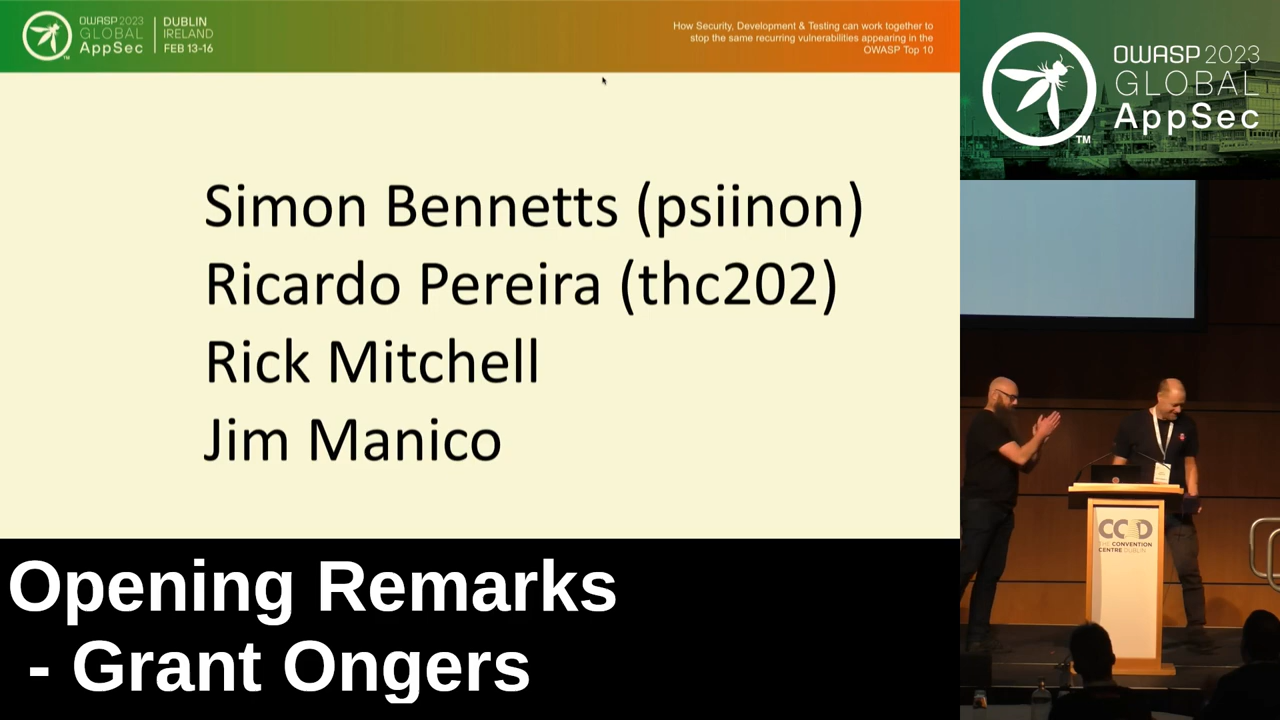 OWASP 2023
GLOBAL
AppSec
DUBLIN
IRELAND
FEB 13-16
TM
How Security, Development & Testing can work together to
stop the same recurring vulnerabilities appearing in the
OWASP Top 10
Simon Bennetts (psiinon)
Ricardo Pereira (thc202)
Rick Mitchell
Jim Manico
Opening Remarks
- Grant Ongers
OWASP 2023
GLOBAL
AppSec
TM
CCD
THE CONVENTION
CENTRE DUBLIN